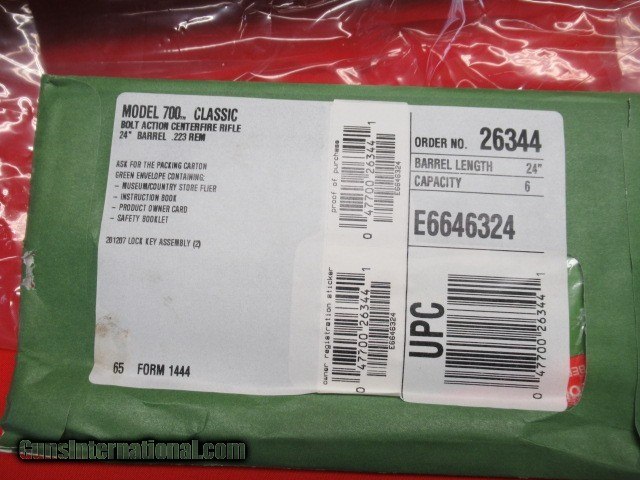 MODEL 700™ CLASSIC
BOLT ACTION CENTERFIRE RIFLE
24" BARREL .223 REM
ASK FOR THE PACKING CARTON
GREEN ENVELOPE CONTAINING:
- MUSEUM/COUNTRY STORE FLIER
- INSTRUCTION BOOK
- PRODUCT OWNER CARD
- SAFETY BOOKLET
201207 LOCK KEY ASSEMBLY (2)
65 FORM 1444
proof of purchase
0 47700 26344 1
E6646324
owner registration sticker
0 47700 26344 1
E6646324
ORDER NO. 26344
BARREL LENGTH 24"
CAPACITY 6
E6646324
UPC
0 47700 26344 1
GunsInternational.com